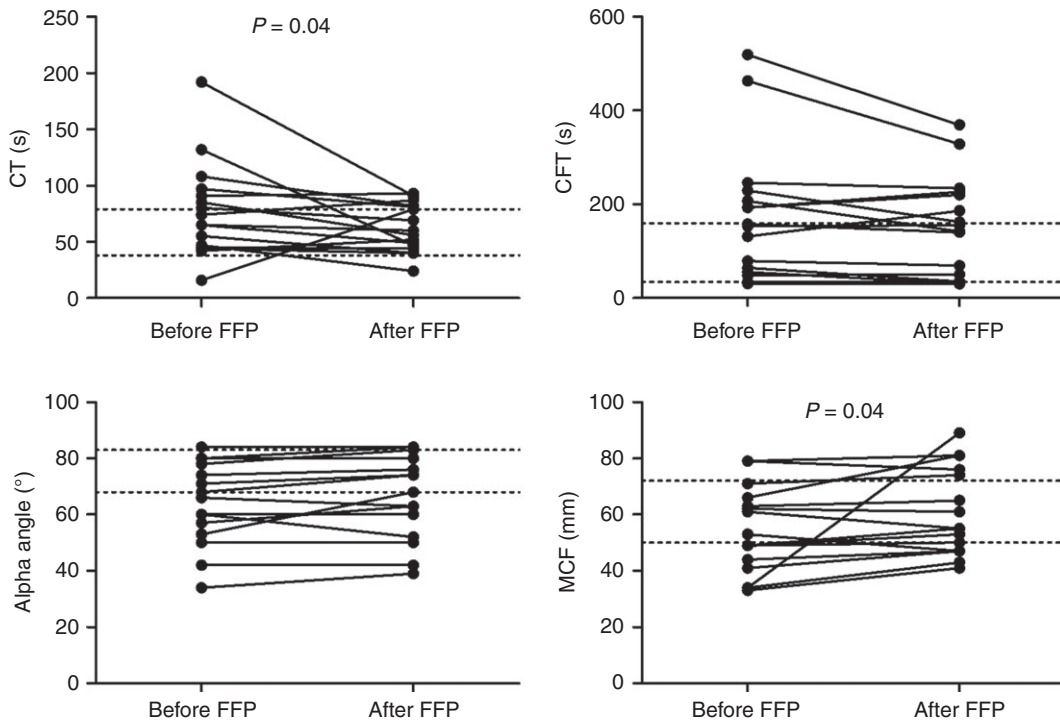 250
200
150
100
50
0
CT (s)
P = 0.04
Before FFP
After FFP
600
400
200
0
CFT (s)
Before FFP
After FFP
100
80
60
40
20
0
Alpha angle (°)
Before FFP
After FFP
100
80
60
40
20
0
MCF (mm)
P = 0.04
Before FFP
After FFP